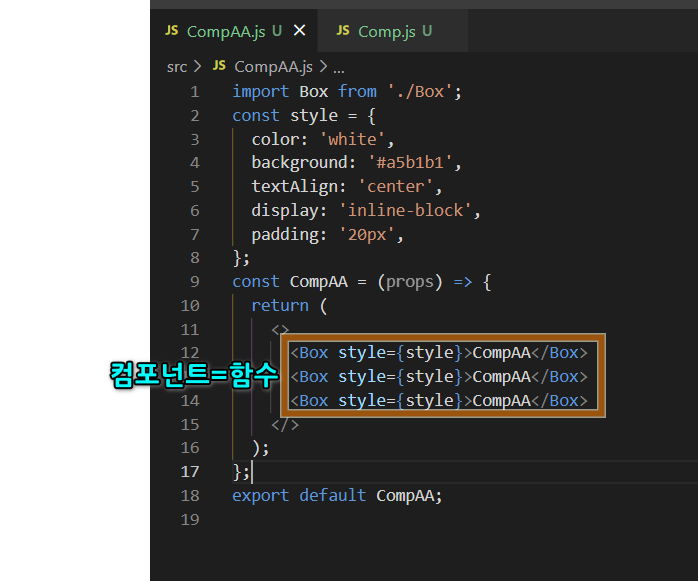 JS CompAA.js U × JS Comp.js U
src > JS CompAA.js > ...
1 import Box from './Box';
2 const style = {
3 color: 'white',
4 background: '#a5b1b1',
5 textAlign: 'center',
6 display: 'inline-block',
7 padding: '20px',
8 };
9 const CompAA = (props) => {
10 return (
11 <>
12 <Box style={style}>CompAA</Box>
컴포넌트=함수 <Box style={style}>CompAA</Box>
14 <Box style={style}>CompAA</Box>
15 </>
16 );
17 };
18 export default CompAA;
19